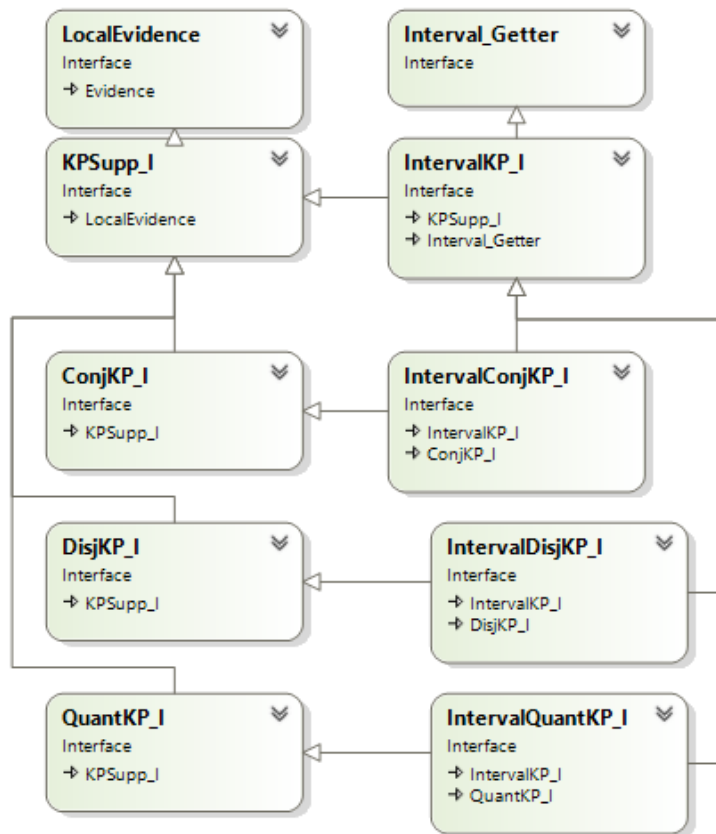 LocalEvidence
Interface
Evidence
Interval_Getter
Interface
KPSupp_I
Interface
LocalEvidence
IntervalKP_I
Interface
KPSupp_I
Interval_Getter
ConjKP_I
Interface
KPSupp_I
IntervalConjKP_I
Interface
IntervalKP_I
ConjKP_I
DisjKP_I
Interface
KPSupp_I
IntervalDisjKP_I
Interface
IntervalKP_I
DisjKP_I
QuantKP_I
Interface
KPSupp_I
IntervalQuantKP_I
Interface
IntervalKP_I
QuantKP_I